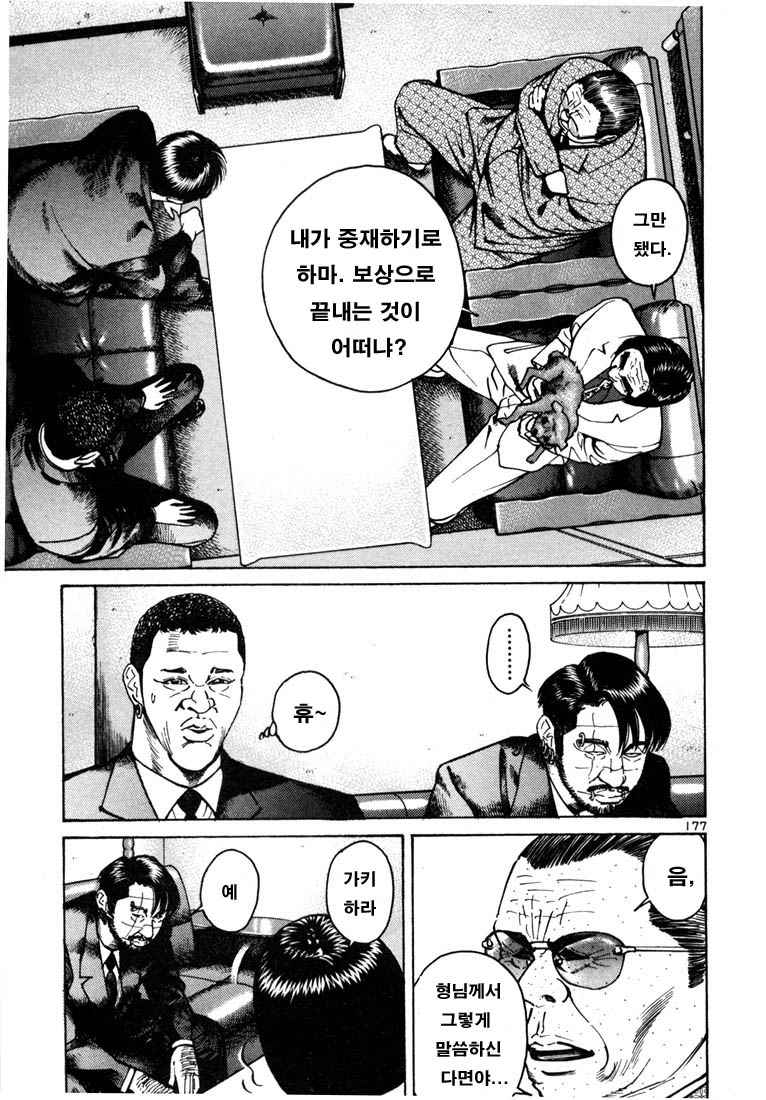 그만
됐다.
내가 중재하기로
하마. 보상으로
끝내는 것이
어떠냐?
………
휴~
177
음,
형님께서
그렇게
말씀하신
다면야…
가키
하라
예